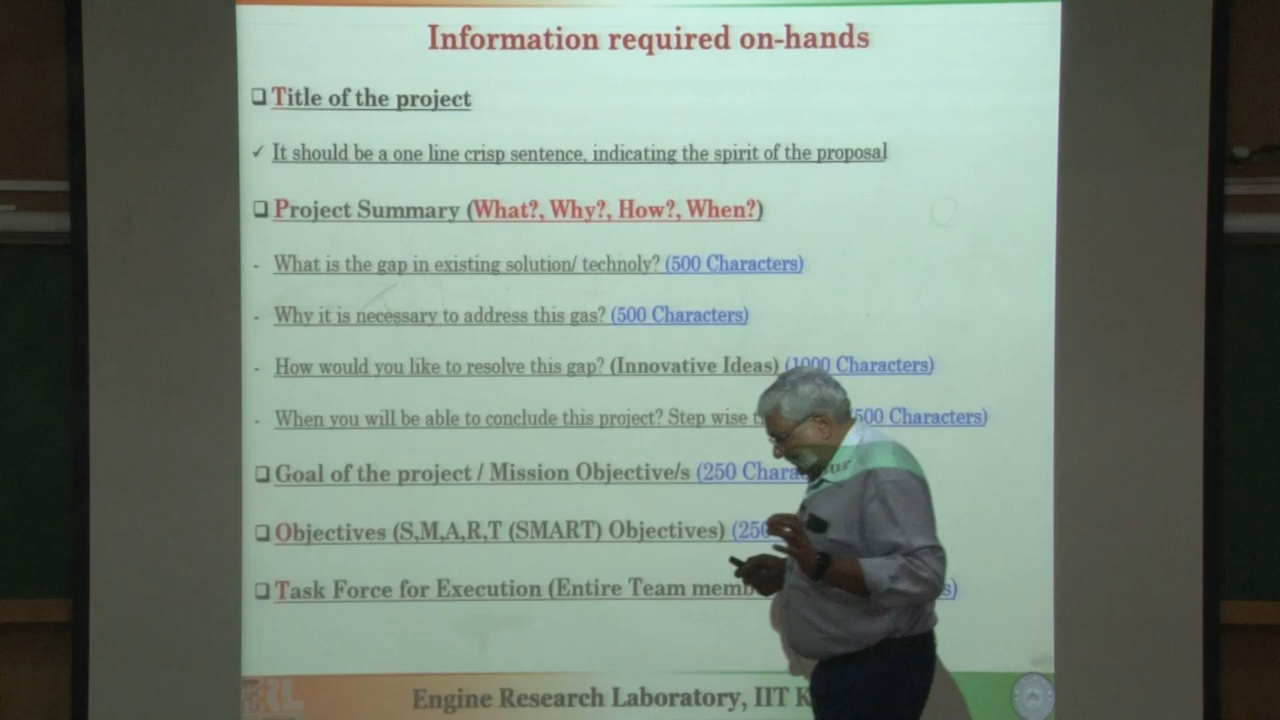 Information required on-hands
❑ Title of the project
✓ It should be a one line crisp sentence, indicating the spirit of the proposal
❑ Project Summary (What?, Why?, How?, When?)
- What is the gap in existing solution/ technoly? (500 Characters)
- Why it is necessary to address this gas? (500 Characters)
- How would you like to resolve this gap? (Innovative Ideas) (1000 Characters)
- When you will be able to conclude this project? Step wise 500 Characters)
❑ Goal of the project / Mission Objective/s (250
❑ Objectives (S,M,A,R,T (SMART) Objectives) (250
❑ Task Force for Execution (Entire Team
Engine Research Laboratory, IIT